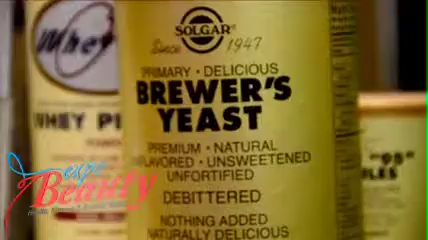 SOLGAR
Since 1947
PRIMARY · DELICIOUS
BREWER'S
YEAST
PREMIUM · NATURAL
FLAVORED · UNSWEETENED
UNFORTIFIED
DEBITTERED
NOTHING ADDED
NATURALLY DELICIOUS
Whey
WHEY
expo
Beauty
"95"